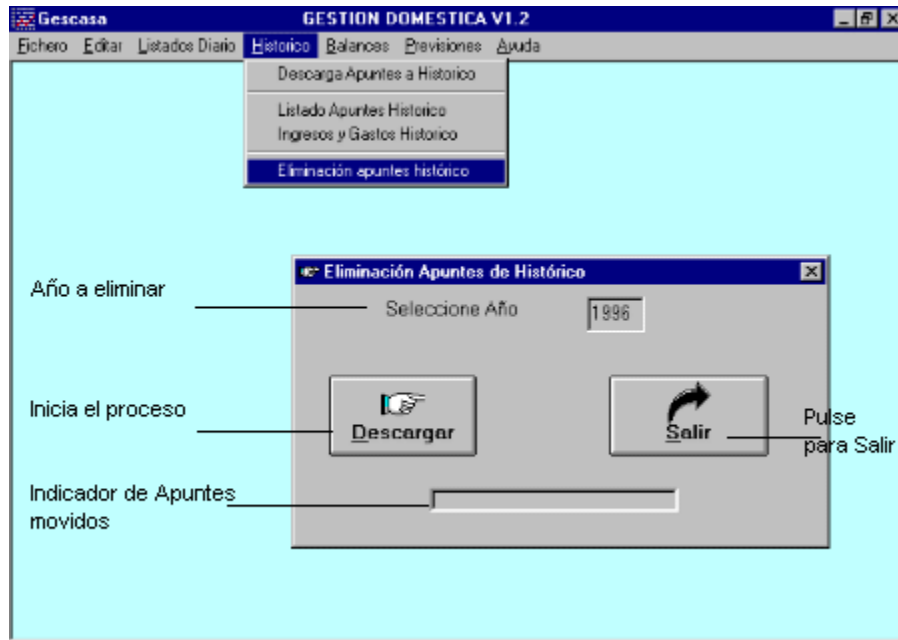 Gescasa GESTION DOMESTICA V1.2
Fichero Editar Listados Diario Historico Balances Previsiones Ayuda
Descarga Apuntes a Historico
Listado Apuntes Historico
Ingresos y Gastos Historico
Eliminación apuntes histórico
Eliminación Apuntes de Histórico
Año a eliminar
Seleccione Año 1996
Inicia el proceso
Descargar
Salir
Pulse
para Salir
Indicador de Apuntes
movidos